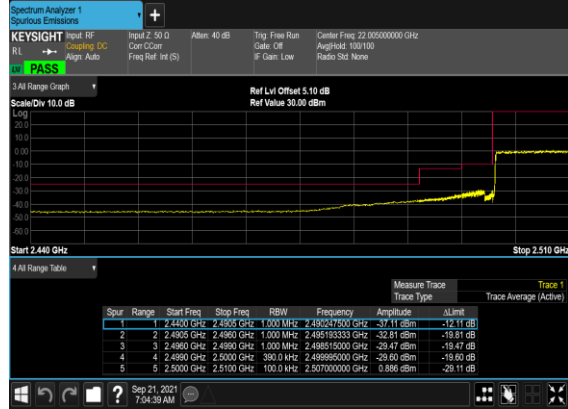 Spectrum Analyzer 1
Spurious Emissions
+
KEYSIGHT Input: RF Input Z: 50 Ω Atten: 40 dB Trig: Free Run Center Freq: 22.005000000 GHz
RL Coupling: DC Corr CCorr Gate: Off Avg|Hold: 100/100
Align: Auto Freq Ref: Int (S) IF Gain: Low Radio Std: None
PASS
3 All Range Graph
Ref Lvl Offset 5.10 dB
Scale/Div 10.0 dB Ref Value 30.00 dBm
Log
20.0
10.0
0.00
-10.0
-20.0
-30.0
-40.0
-50.0
-60.0
Start 2.440 GHz Stop 2.510 GHz
4 All Range Table
Measure Trace Trace 1
Trace Type Trace Average (Active)
Spur Range Start Freq Stop Freq RBW Frequency Amplitude ΔLimit
1 1 2.4400 GHz 2.4905 GHz 1.000 MHz 2.490247500 GHz -37.11 dBm -12.11 dB
2 2 2.4905 GHz 2.4960 GHz 1.000 MHz 2.495193333 GHz -32.81 dBm -19.81 dB
3 3 2.4960 GHz 2.4990 GHz 1.000 MHz 2.498515000 GHz -29.47 dBm -19.47 dB
4 4 2.4990 GHz 2.5000 GHz 390.0 kHz 2.499995000 GHz -29.60 dBm -19.60 dB
5 5 2.5000 GHz 2.5100 GHz 100.0 kHz 2.507000000 GHz 0.886 dBm -29.11 dB
? Sep 21, 2021
7:04:39 AM